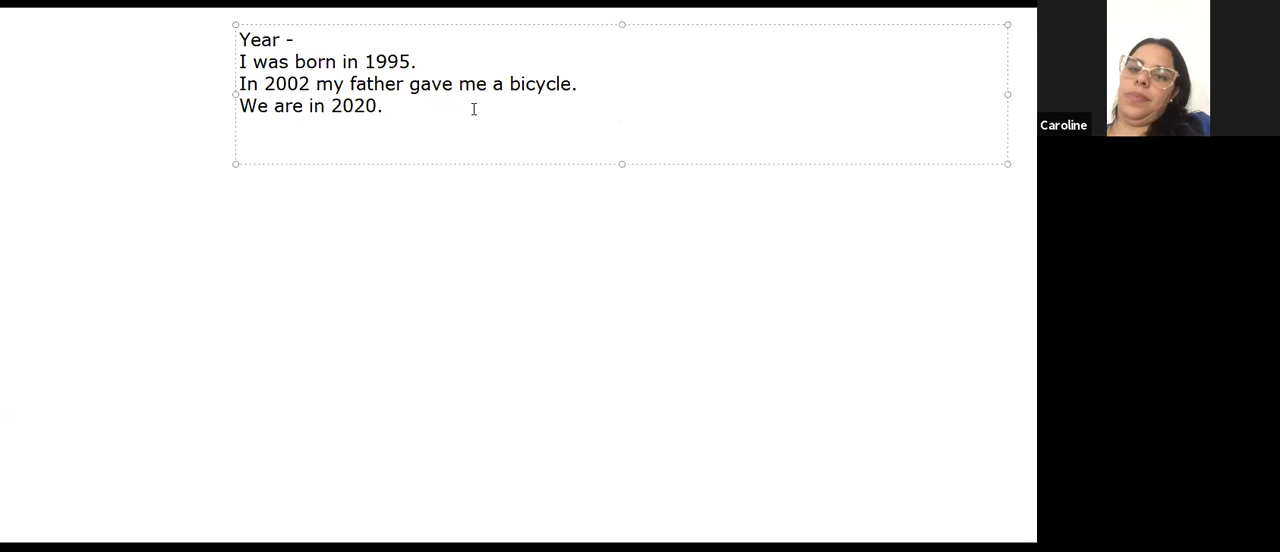 Year -
I was born in 1995.
In 2002 my father gave me a bicycle.
We are in 2020.
Caroline